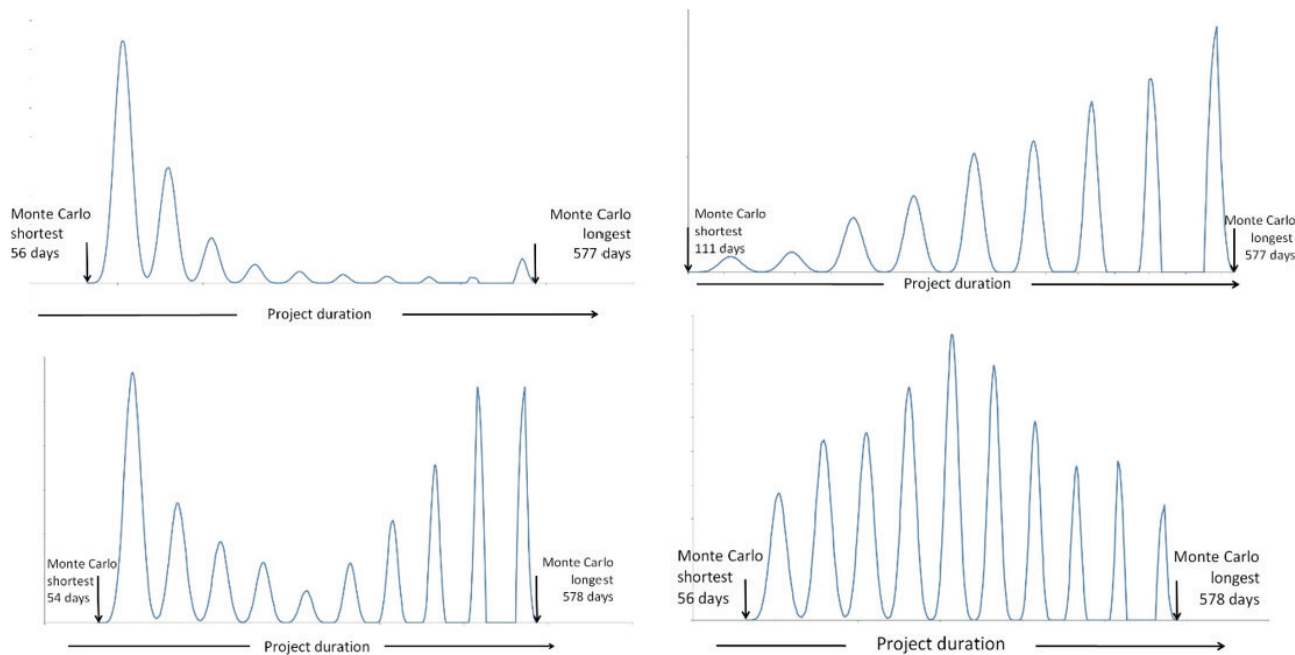 Monte Carlo
shortest
56 days
Monte Carlo
longest
577 days
Project duration
Monte Carlo
shortest
111 days
Monte Carlo
longest
577 days
Project duration
Monte Carlo
shortest
54 days
Monte Carlo
longest
578 days
Project duration
Monte Carlo
shortest
56 days
Monte Carlo
longest
578 days
Project duration